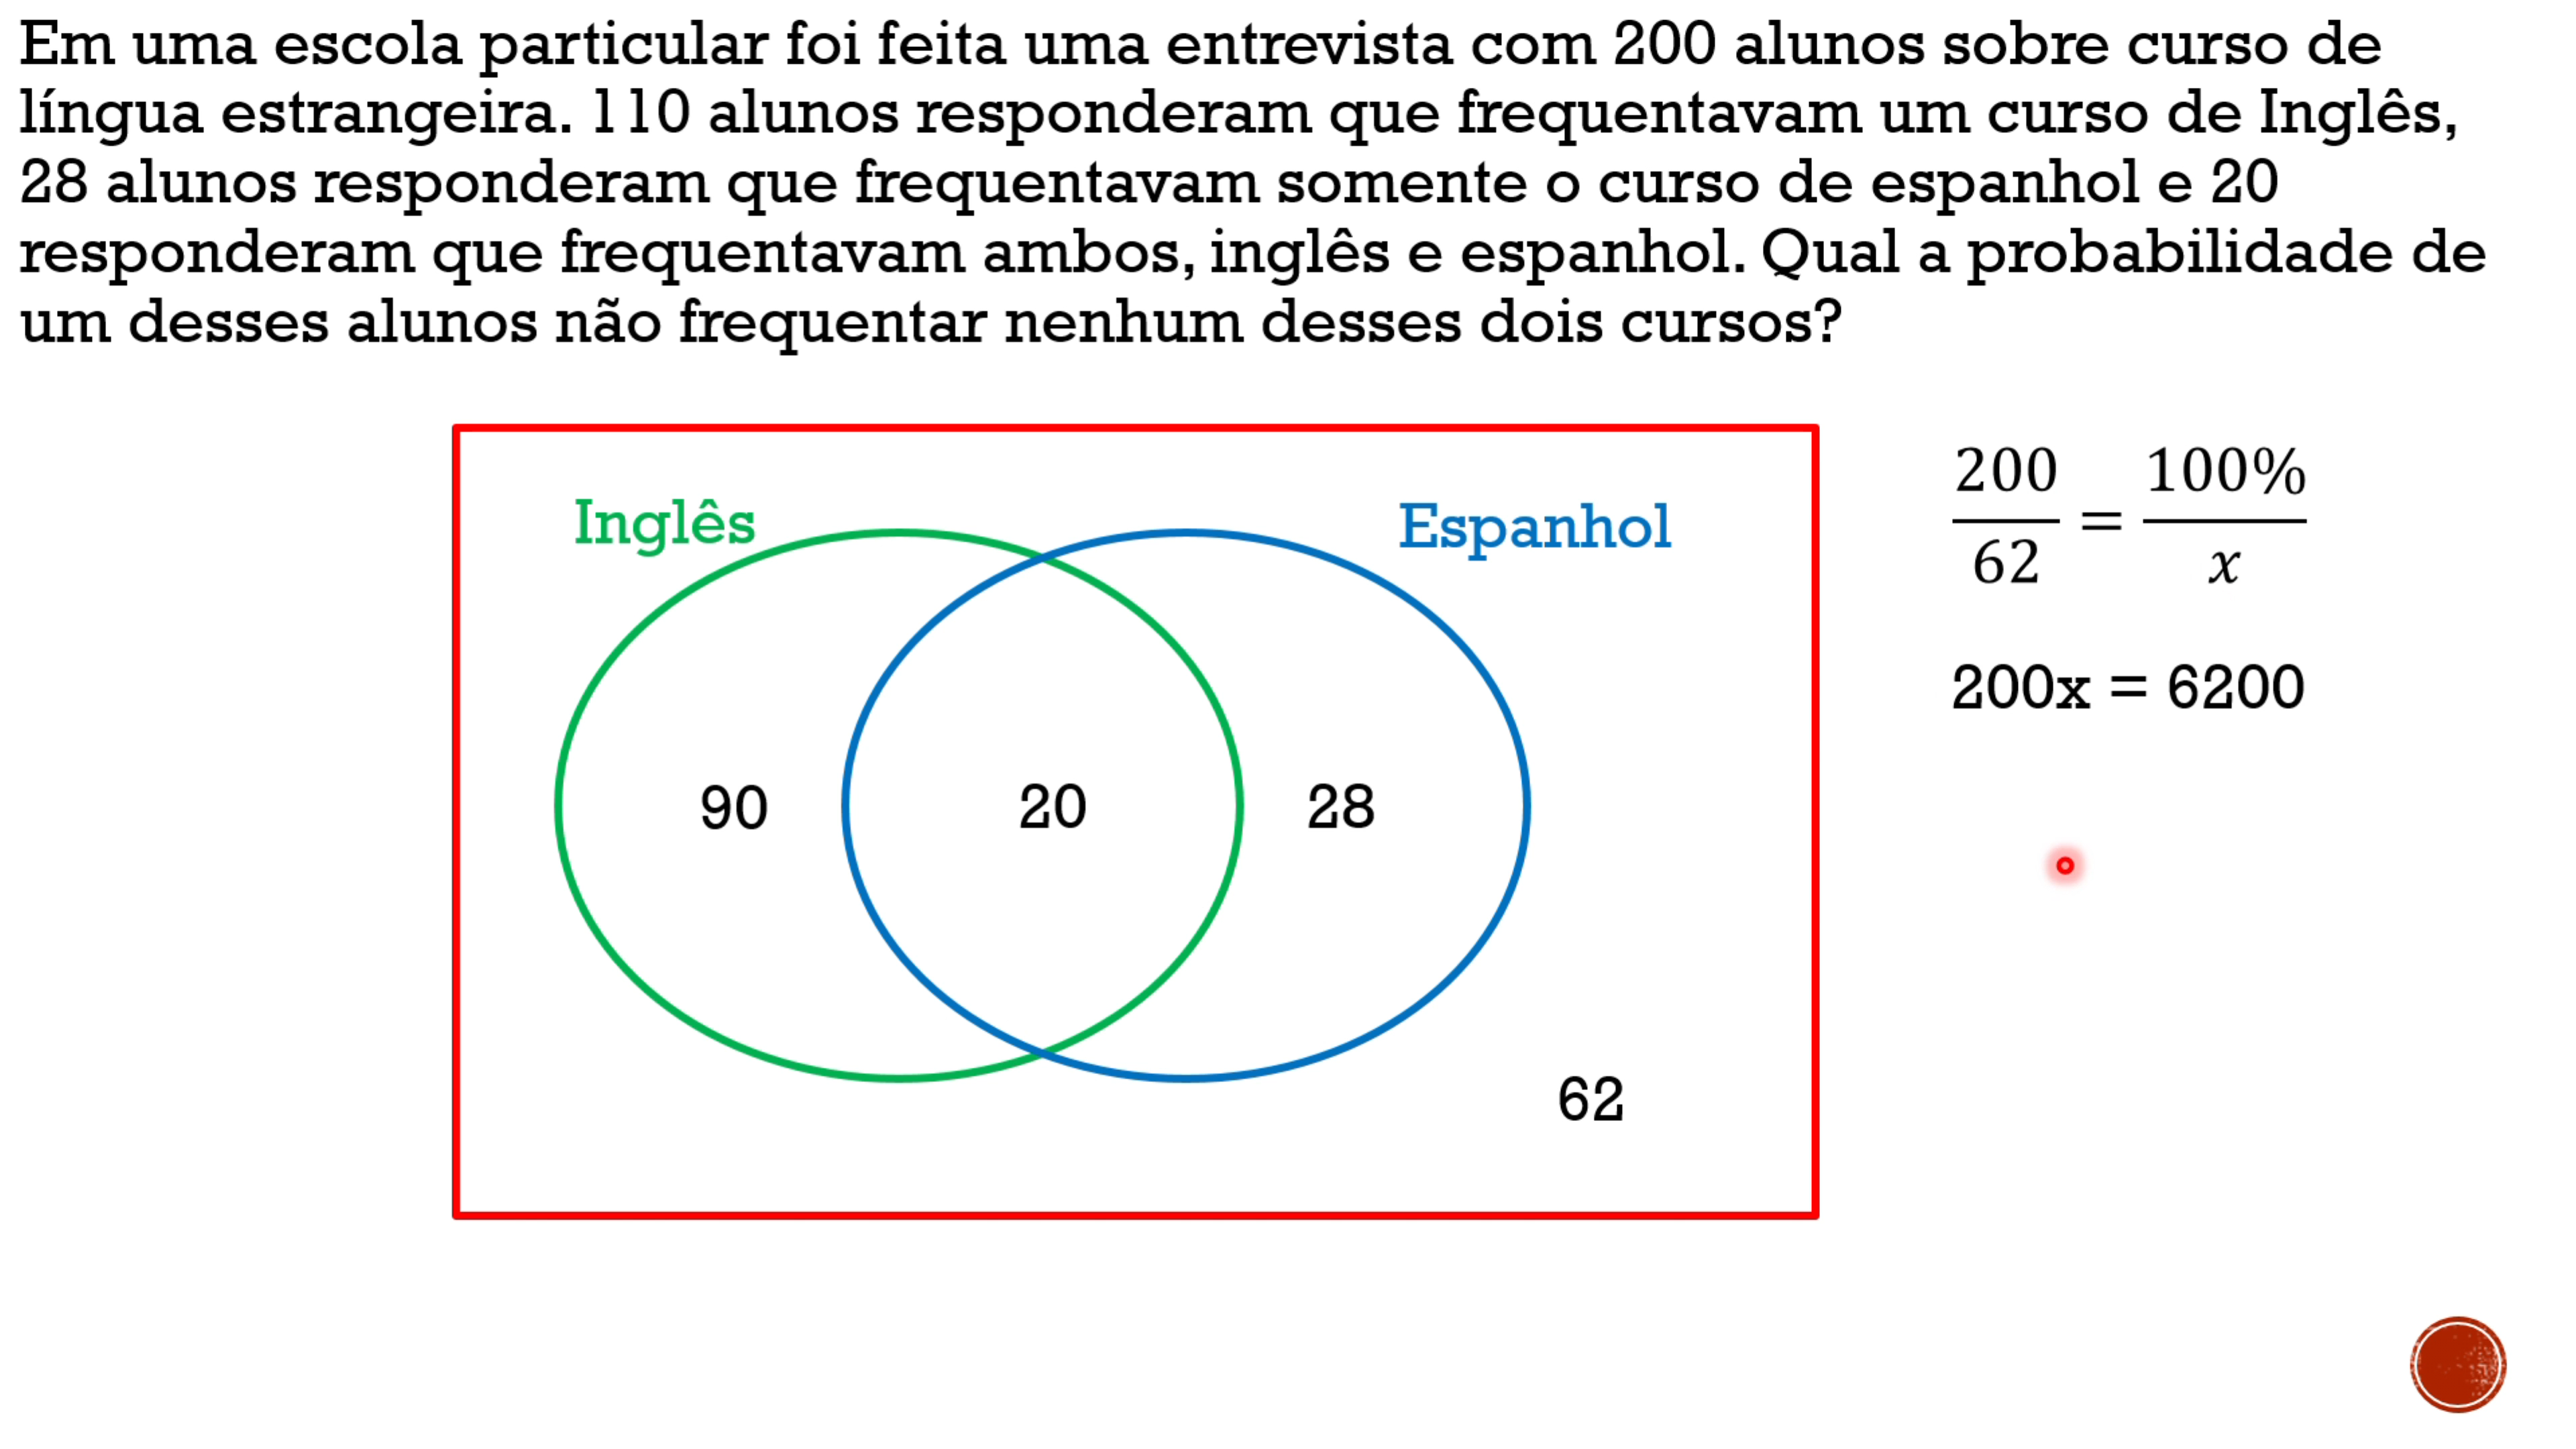 Em uma escola particular foi feita uma entrevista com 200 alunos sobre curso de
língua estrangeira. 110 alunos responderam que frequentavam um curso de Inglês,
28 alunos responderam que frequentavam somente o curso de espanhol e 20
responderam que frequentavam ambos, inglês e espanhol. Qual a probabilidade de
um desses alunos não frequentar nenhum desses dois cursos?
Inglês
Espanhol
90
20
28
62
200/62 = 100%/x
200x = 6200